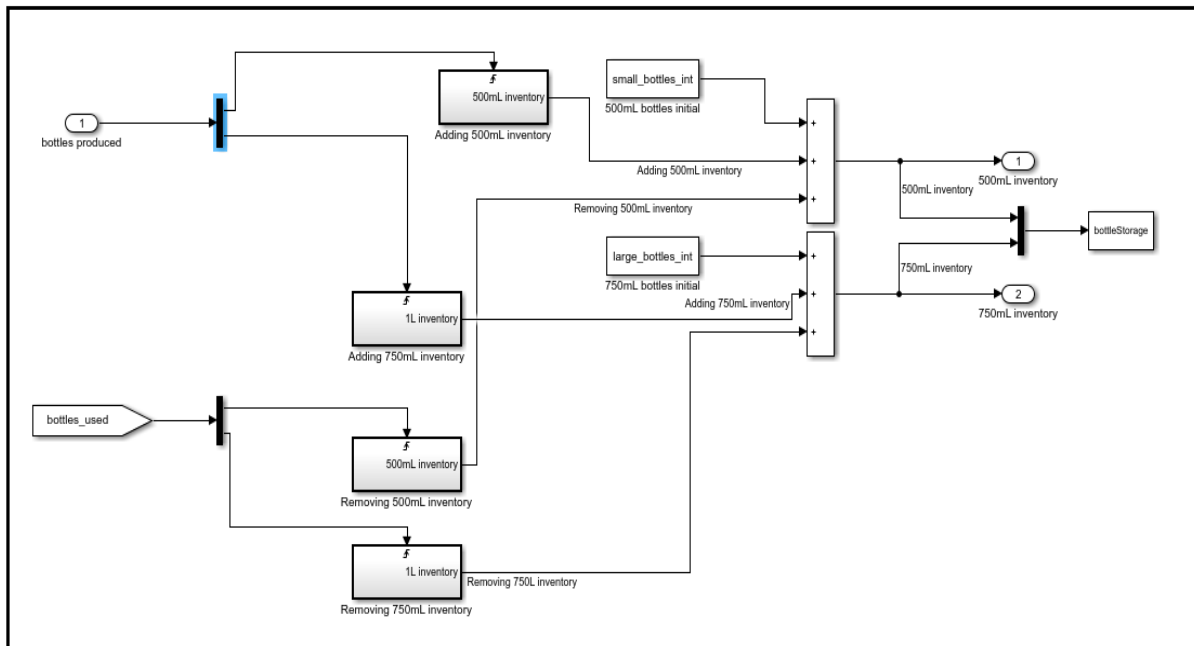 500mL inventory
Adding 500mL inventory
small_bottles_int
500mL bottles initial
1
bottles produced
Adding 500mL inventory
1
500mL inventory
500mL inventory
Removing 500mL inventory
bottleStorage
large_bottles_int
750mL bottles initial
750mL inventory
Adding 750mL inventory
2
750mL inventory
1L inventory
Adding 750mL inventory
bottles_used
500mL inventory
Removing 500mL inventory
1L inventory
Removing 750L inventory
Removing 750mL inventory
+
+
+
+
+
+